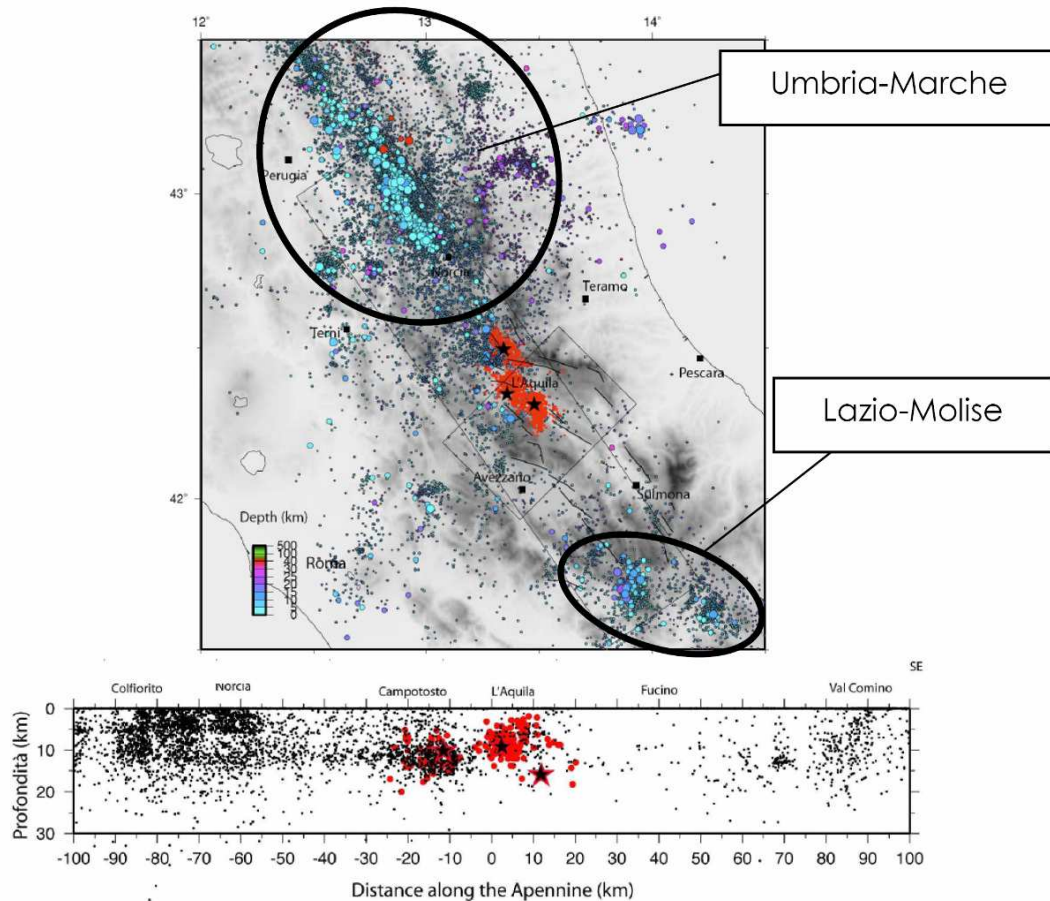 12°
13°
14°
Umbria-Marche
Perugia
43°
Norcia
Teramo
Terni
Pescara
L'Aquila
Lazio-Molise
Avezzano
Sulmona
42°
Depth (km)
500
100
40
35
30
25
20
15
10
5
0
Roma
SE
Colfiorito Norcia Campotosto L'Aquila Fucino Val Comino
Profondità (km)
0
10
20
30
-100 -90 -80 -70 -60 -50 -40 -30 -20 -10 0 10 20 30 40 50 60 70 80 90 100
Distance along the Apennine (km)